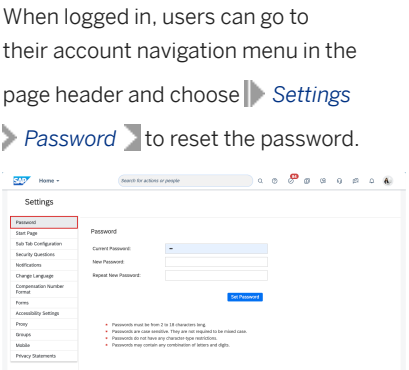 When logged in, users can go to
their account navigation menu in the
page header and choose Settings
Password to reset the password.
SAP Home Search for actions or people
Settings
Password
Start Page
Sub Tab Configuration
Security Questions
Notifications
Change Language
Compensation Number
Format
Forms
Accessibility Settings
Proxy
Groups
Mobile
Privacy Statements
Password
Current Password:
New Password:
Repeat New Password:
Set Password
Passwords must be from 2 to 18 characters long.
Passwords are case sensitive. They are not required to be mixed case.
Passwords do not have any character-type restrictions.
Passwords may contain any combination of letters and digits.